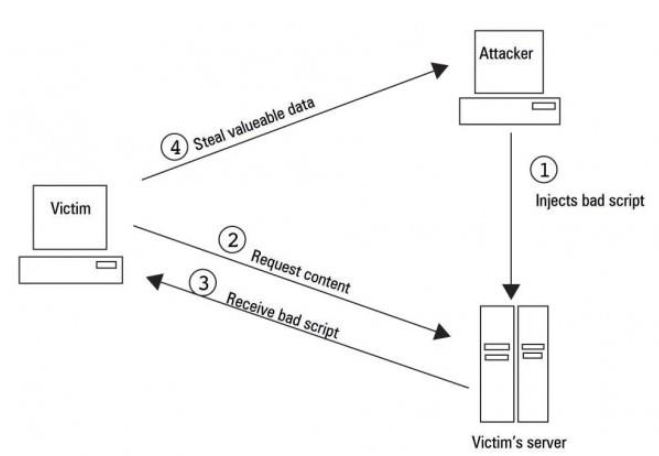 Attacker
④ Steal valueable data
①
Injects bad script
Victim
② Request content
③ Receive bad script
Victim's server